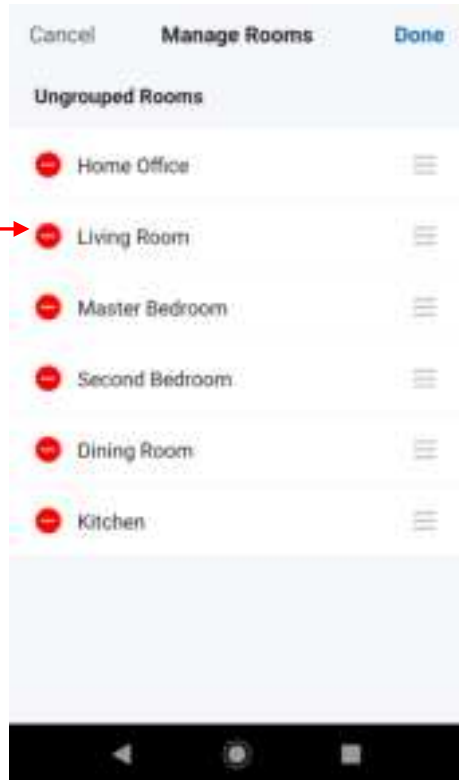 Cancel Manage Rooms Done
Ungrouped Rooms
Home Office
Living Room
Master Bedroom
Second Bedroom
Dining Room
Kitchen